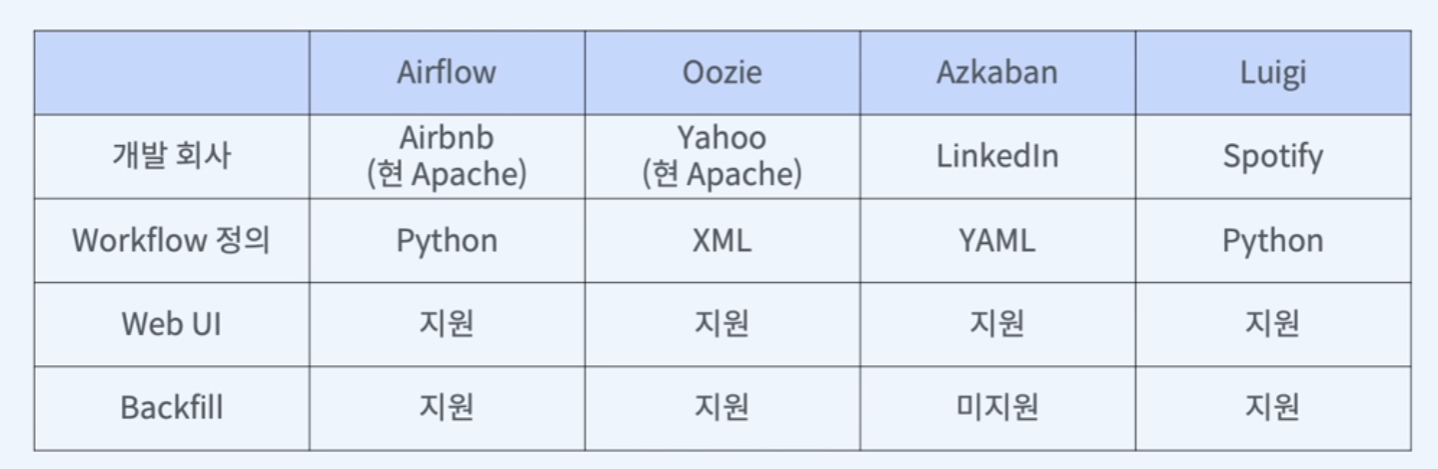 Airflow Oozie Azkaban Luigi
개발 회사 Airbnb (현 Apache) Yahoo (현 Apache) LinkedIn Spotify
Workflow 정의 Python XML YAML Python
Web UI 지원 지원 지원 지원
Backfill 지원 지원 미지원 지원